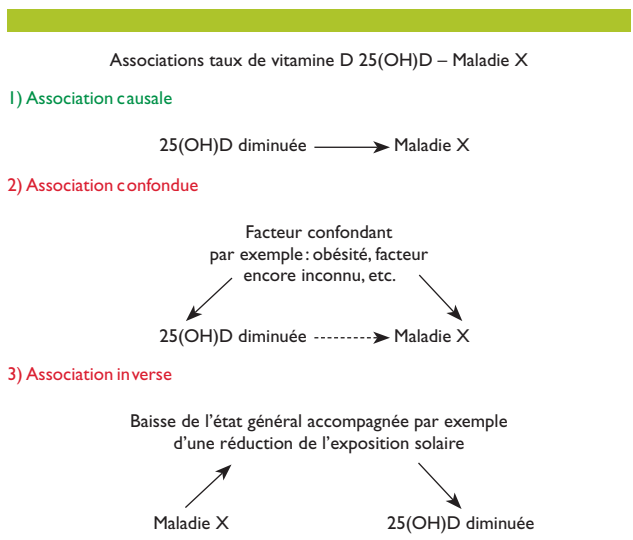 Associations taux de vitamine D 25(OH)D – Maladie X
1) Association causale
25(OH)D diminuée Maladie X
2) Association confondue
Facteur confondant
par exemple : obésité, facteur
encore inconnu, etc.
25(OH)D diminuée Maladie X
3) Association inverse
Baisse de l’état général accompagnée par exemple
d’une réduction de l’exposition solaire
Maladie X 25(OH)D diminuée